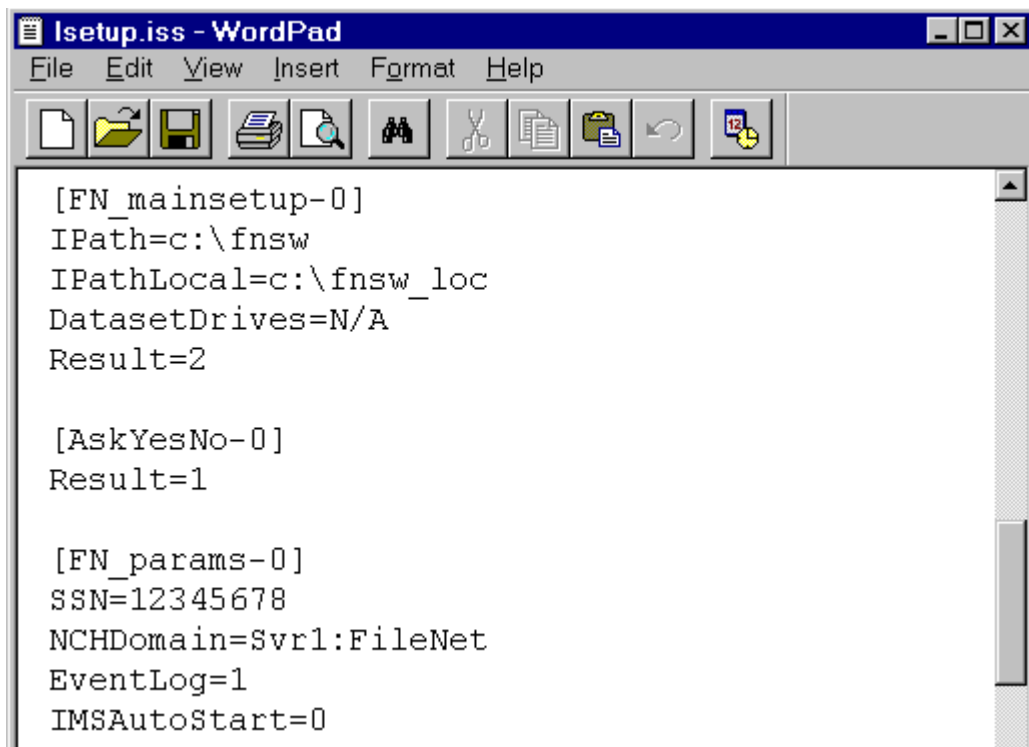 Isetup.iss - WordPad
File Edit View Insert Format Help
12
[FN_mainsetup-0]
IPath=c:\fnsw
IPathLocal=c:\fnsw_loc
DatasetDrives=N/A
Result=2
[AskYesNo-0]
Result=1
[FN_params-0]
SSN=12345678
NCHDomain=Svr1:FileNet
EventLog=1
IMSAutoStart=0